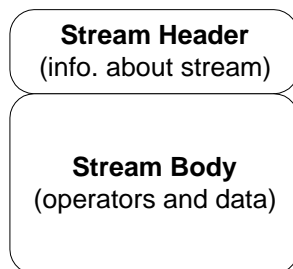 Stream Header
(info. about stream)
Stream Body
(operators and data)